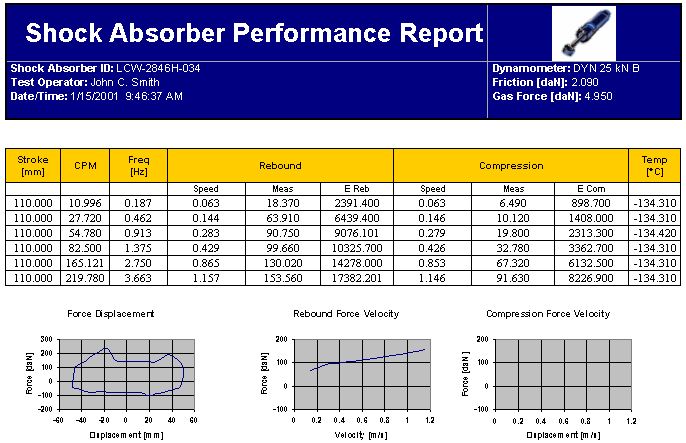 Shock Absorber Performance Report
Shock Absorber ID: LCW-2846H-034
Test Operator: John C. Smith
Date/Time: 1/15/2001 9:46:37 AM
Dynamometer: DYN 25 kN B
Friction [daN]: 2.090
Gas Force [daN]: 4.950
Stroke [mm] CPM Freq [Hz] Rebound Compression Temp [°C]
Speed Meas E Reb Speed Meas E Com
110.000 10.996 0.187 0.063 18.370 2391.400 0.063 6.490 898.700 -134.310
110.000 27.720 0.462 0.144 63.910 6439.400 0.146 10.120 1408.000 -134.310
110.000 54.780 0.913 0.283 90.750 9076.101 0.279 19.800 2313.300 -134.420
110.000 82.500 1.375 0.429 99.660 10325.700 0.426 32.780 3362.700 -134.310
110.000 165.121 2.750 0.865 130.020 14278.000 0.853 67.320 6132.500 -134.310
110.000 219.780 3.663 1.157 153.560 17382.201 1.146 91.630 8226.900 -134.310
Force Displacement
300
200
100
0
-100
-200
Force [daN]
-60 -40 -20 0 20 40 60
Displacement [mm]
Rebound Force Velocity
200
100
0
-100
Force [daN]
0 0.2 0.4 0.6 0.8 1 1.2
Velocity [m/s]
Compression Force Velocity
200
100
0
-100
Force [daN]
0 0.2 0.4 0.6 0.8 1 1.2
Displacement [m/s]